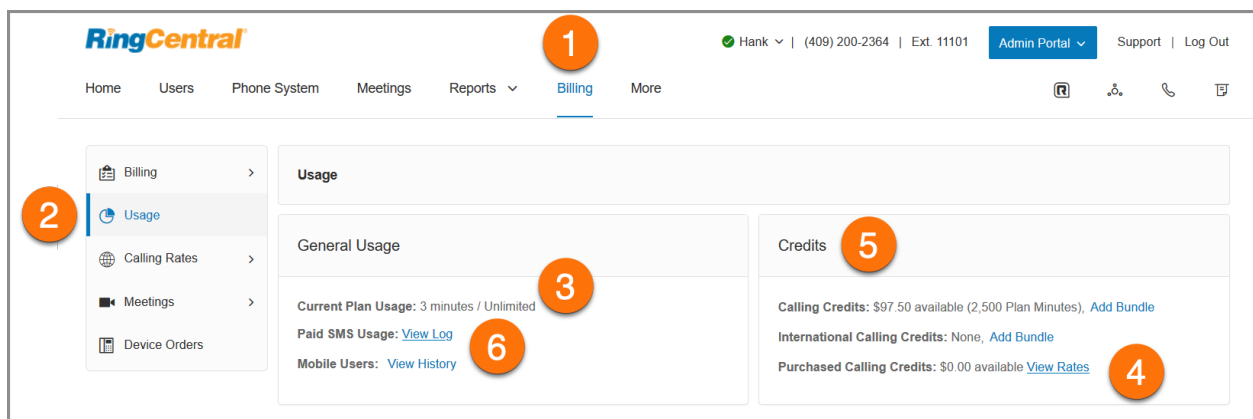 RingCentral
1
Hank | (409) 200-2364 | Ext. 11101 Admin Portal Support | Log Out
Home Users Phone System Meetings Reports Billing More
Billing
Usage
2
Usage
Calling Rates
Meetings
Device Orders
General Usage
3
Current Plan Usage: 3 minutes / Unlimited
Paid SMS Usage: View Log
6
Mobile Users: View History
Credits
5
Calling Credits: $97.50 available (2,500 Plan Minutes), Add Bundle
International Calling Credits: None, Add Bundle
Purchased Calling Credits: $0.00 available View Rates
4